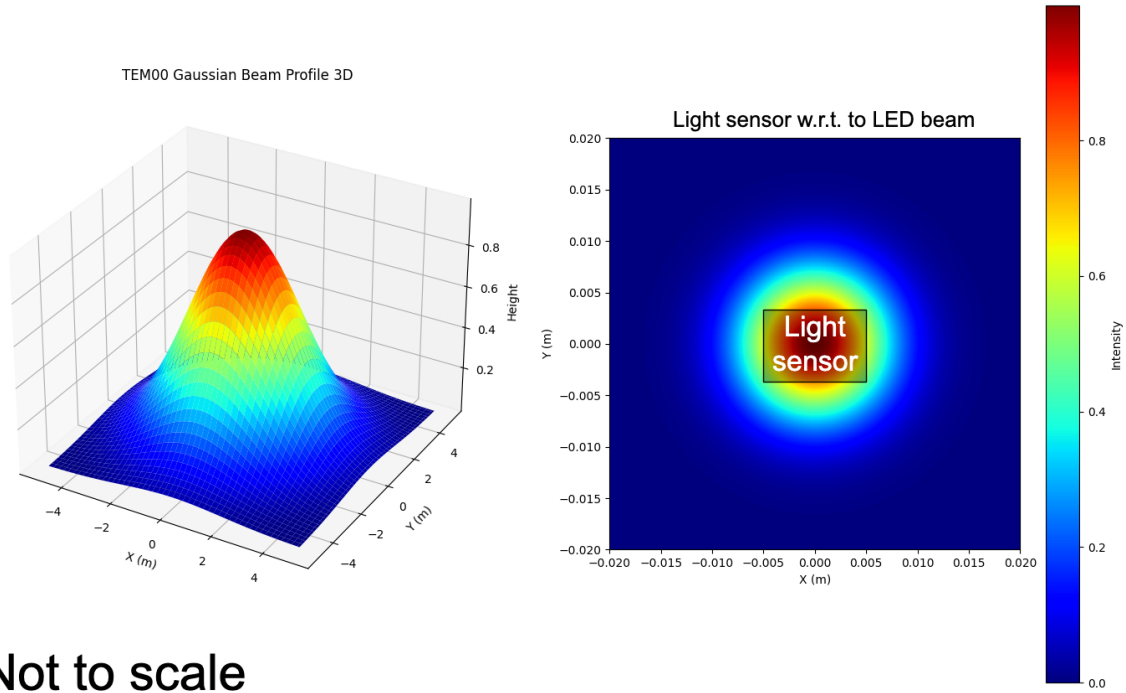 TEM00 Gaussian Beam Profile 3D
0.8
0.6
0.4
0.2
Height
−4
−2
0
2
4
X (m)
−4
−2
0
2
4
Y (m)
Light sensor w.r.t. to LED beam
0.020
0.015
0.010
0.005
0.000
−0.005
−0.010
−0.015
−0.020
Y (m)
Light
sensor
−0.020 −0.015 −0.010 −0.005 0.000 0.005 0.010 0.015 0.020
X (m)
0.8
0.6
0.4
0.2
0.0
Intensity
Not to scale